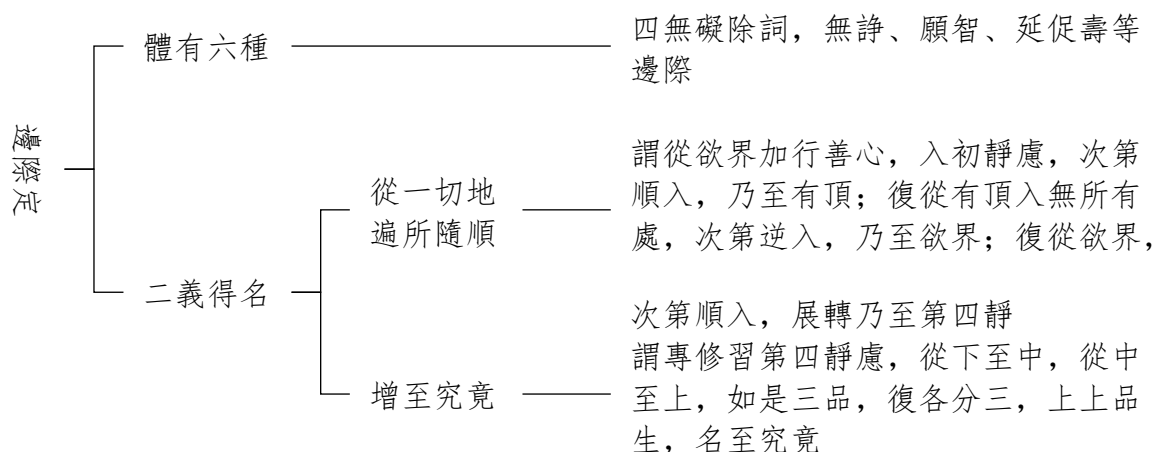 邊際定
體有六種
四無礙除詞，無諍、願智、延促壽等
邊際
二義得名
從一切地
遍所隨順
謂從欲界加行善心，入初靜慮，次第
順入，乃至有頂；復從有頂入無所有
處，次第逆入，乃至欲界；復從欲界，
次第順入，展轉乃至第四靜
增至究竟
謂專修習第四靜慮，從下至中，從中
至上，如是三品，復各分三，上上品
生，名至究竟